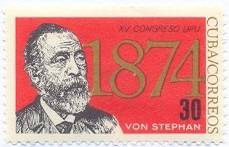 XV CONGRESO UPU
1874
CUBA/CORREOS
30
VON STEPHAN